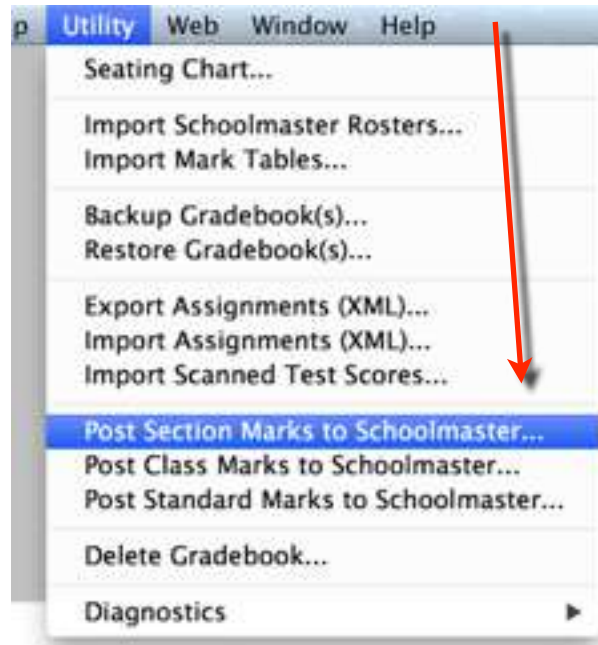 p Utility Web Window Help
Seating Chart...
Import Schoolmaster Rosters...
Import Mark Tables...
Backup Gradebook(s)...
Restore Gradebook(s)...
Export Assignments (XML)...
Import Assignments (XML)...
Import Scanned Test Scores...
Post Section Marks to Schoolmaster...
Post Class Marks to Schoolmaster...
Post Standard Marks to Schoolmaster...
Delete Gradebook...
Diagnostics